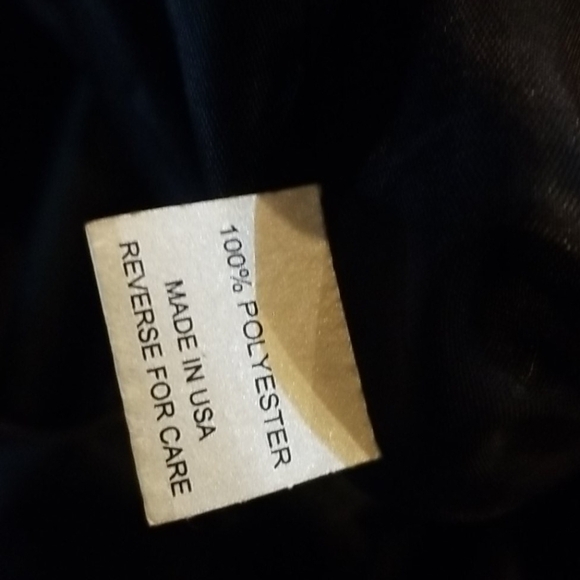 100% POLYESTER
MADE IN USA
REVERSE FOR CARE